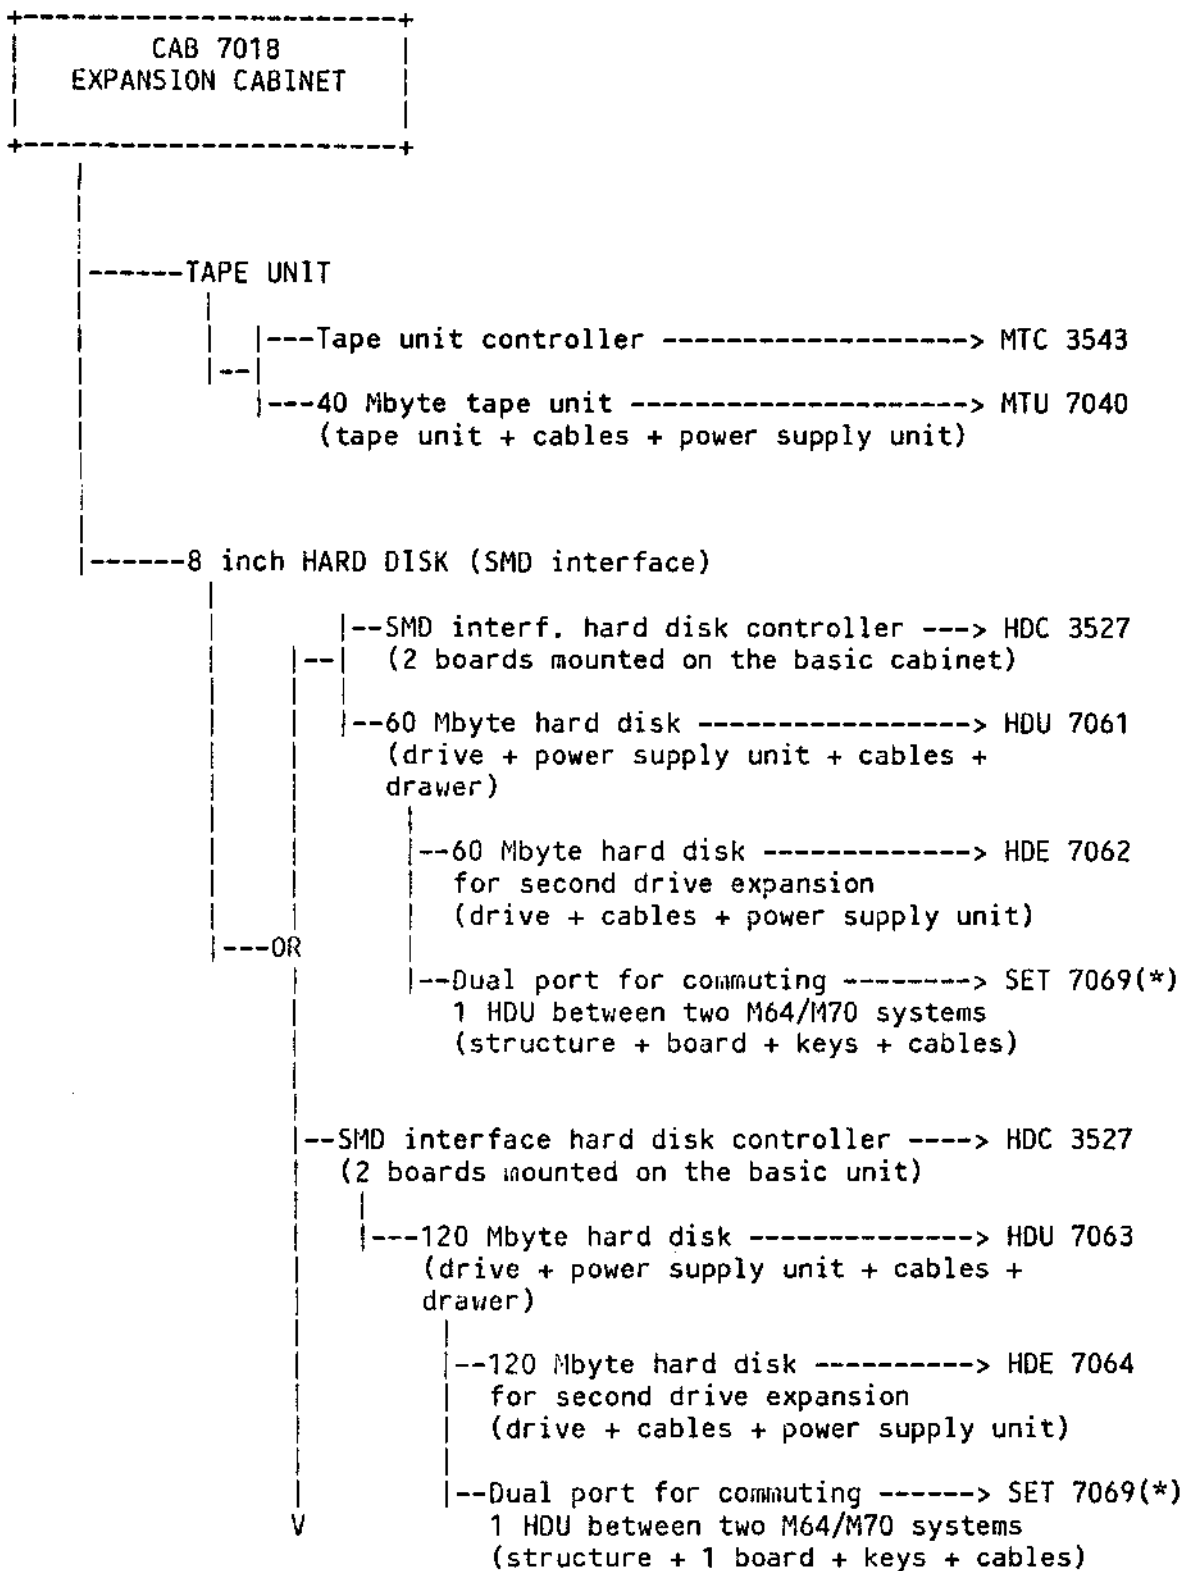 CAB 7018
EXPANSION CABINET
TAPE UNIT
Tape unit controller -------------------> MTC 3543
40 Mbyte tape unit ---------------------> MTU 7040
(tape unit + cables + power supply unit)
8 inch HARD DISK (SMD interface)
SMD interf. hard disk controller ---> HDC 3527
(2 boards mounted on the basic cabinet)
60 Mbyte hard disk -----------------> HDU 7061
(drive + power supply unit + cables +
drawer)
60 Mbyte hard disk -------------> HDE 7062
for second drive expansion
(drive + cables + power supply unit)
OR
Dual port for commuting --------> SET 7069(*)
1 HDU between two M64/M70 systems
(structure + board + keys + cables)
SMD interface hard disk controller ----> HDC 3527
(2 boards mounted on the basic unit)
120 Mbyte hard disk --------------> HDU 7063
(drive + power supply unit + cables +
drawer)
120 Mbyte hard disk ----------> HDE 7064
for second drive expansion
(drive + cables + power supply unit)
Dual port for commuting ------> SET 7069(*)
V
1 HDU between two M64/M70 systems
(structure + 1 board + keys + cables)